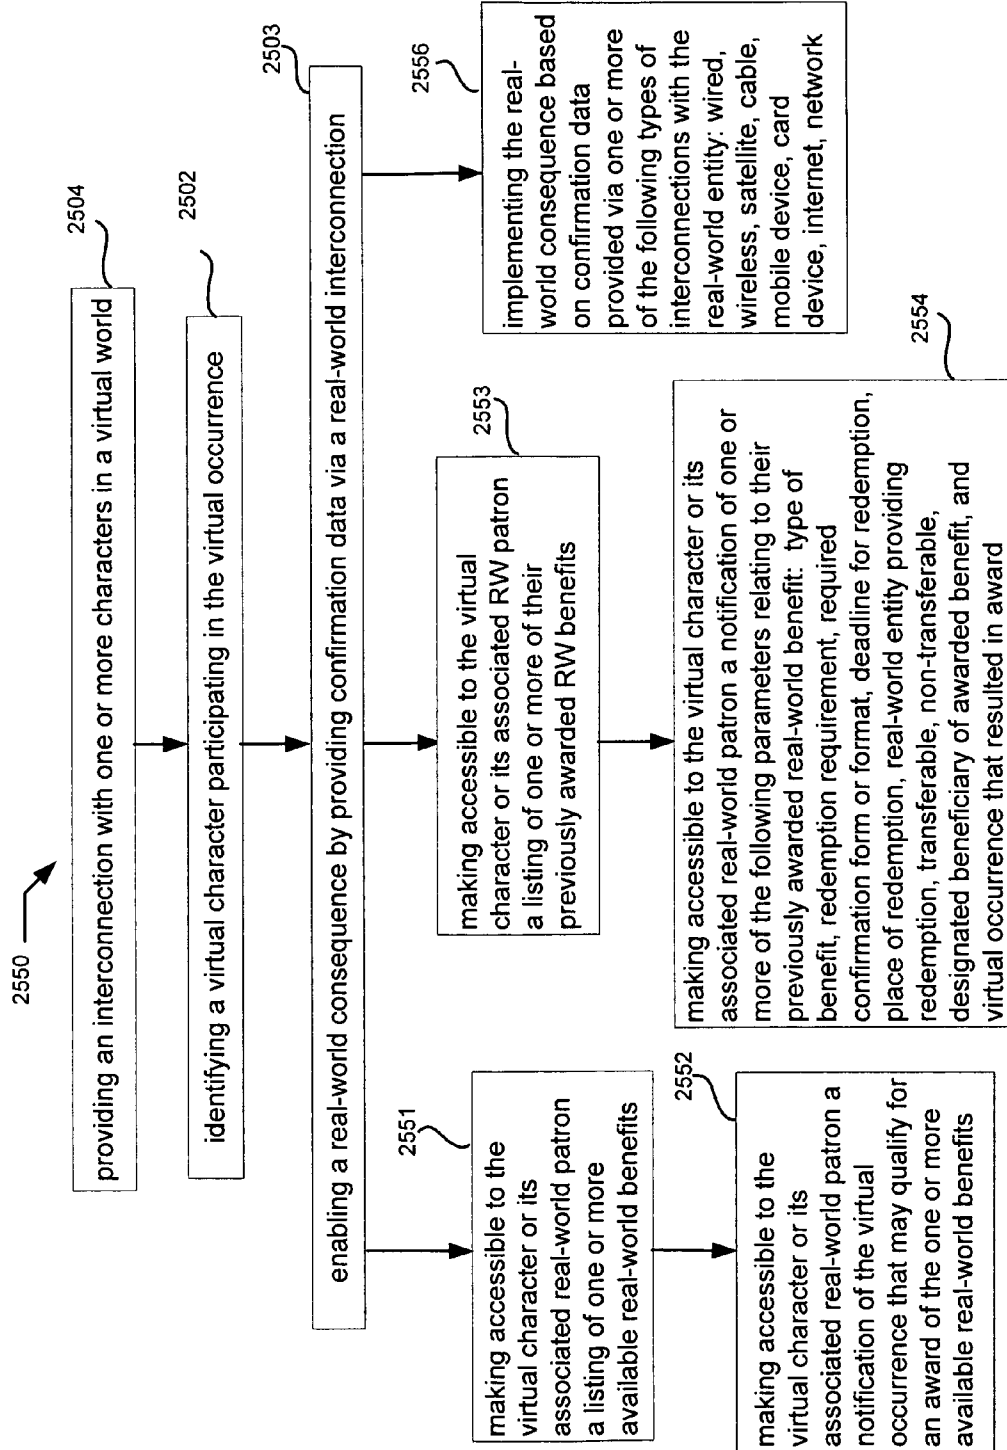 2550
2504
providing an interconnection with one or more characters in a virtual world
2502
identifying a virtual character participating in the virtual occurrence
2503
enabling a real-world consequence by providing confirmation data via a real-world interconnection
2551
making accessible to the
virtual character or its
associated real-world patron
a listing of one or more
available real-world benefits
2552
making accessible to the
virtual character or its
associated real-world patron a
notification of the virtual
occurrence that may qualify for
an award of the one or more
available real-world benefits
2553
making accessible to the virtual
character or its associated RW patron
a listing of one or more of their
previously awarded RW benefits
2554
making accessible to the virtual character or its
associated real-world patron a notification of one or
more of the following parameters relating to their
previously awarded real-world benefit: type of
benefit, redemption requirement, required
confirmation form or format, deadline for redemption,
place of redemption, real-world entity providing
redemption, transferable, non-transferable,
designated beneficiary of awarded benefit, and
virtual occurrence that resulted in award
2556
implementing the real-
world consequence based
on confirmation data
provided via one or more
of the following types of
interconnections with the
real-world entity: wired,
wireless, satellite, cable,
mobile device, card
device, internet, network